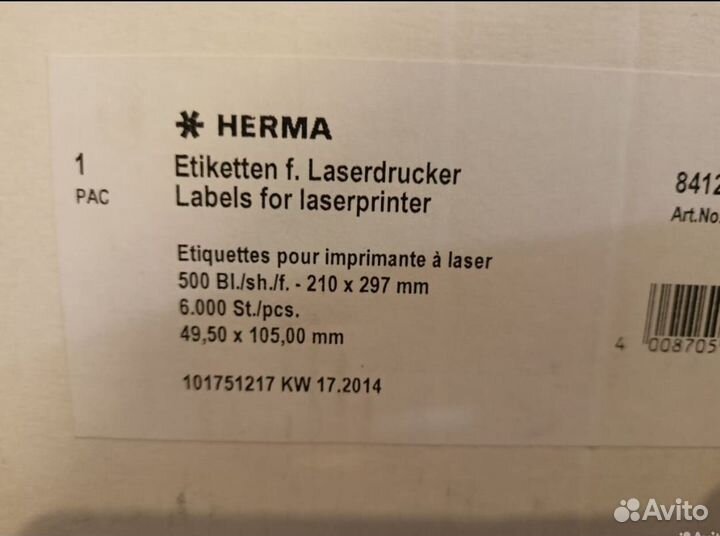 HERMA
1
PAC
Etiketten f. Laserdrucker
Labels for laserprinter
8412
Art.No.
Etiquettes pour imprimante à laser
500 Bl./sh./f. - 210 x 297 mm
6.000 St./pcs.
49,50 x 105,00 mm
4 008705
101751217 KW 17.2014
Avito
Avito